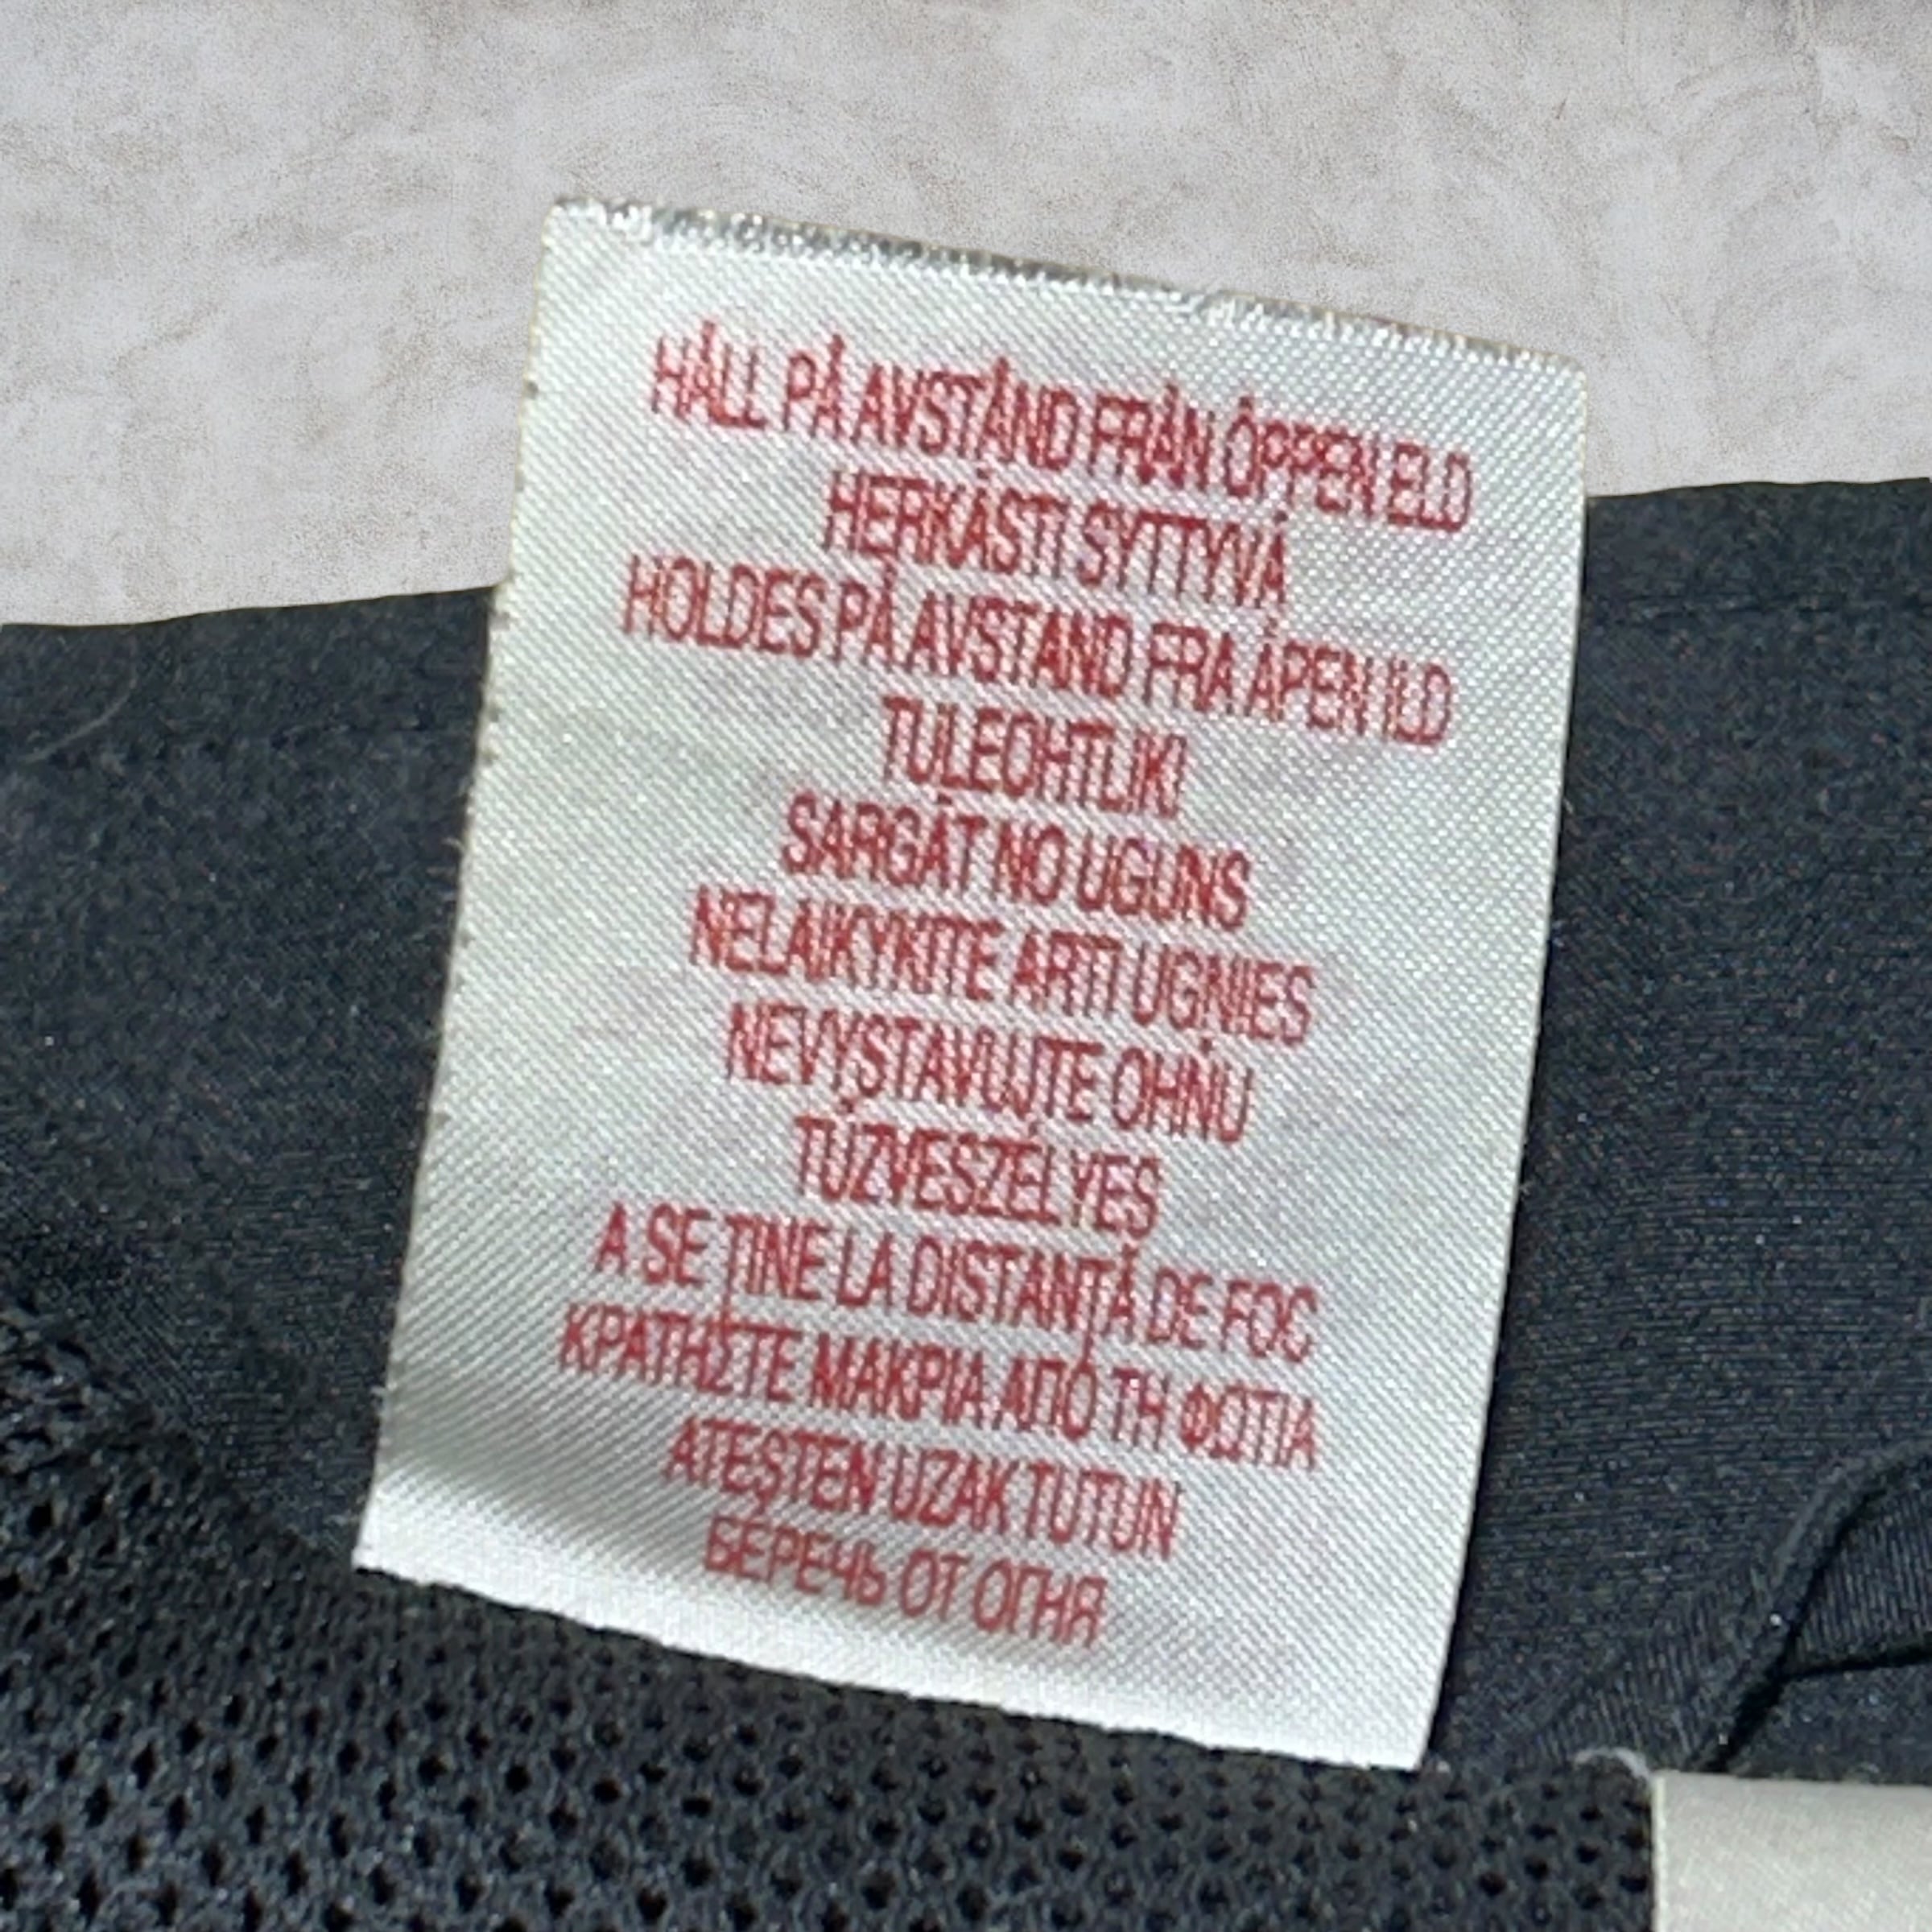 HÅLL PÅ AVSTÅND FRÅN ÖPPEN ELD
HERKÄSTI SYTTYVÄ
HOLDES PÅ AVSTAND FRA ÅPEN ILD
TULEOHTLIK!
SARGĀT NO UGUNS
NELAIKYKITE ARTI UGNIES
NEVYSTAVUJTE OHŇU
TŰZVESZÉLYES
A SE ŢINE LA DISTANŢĂ DE FOC
ΚΡΑΤΗΣΤΕ ΜΑΚΡΙΑ ΑΠΟ ΤΗ ΦΩΤΙΑ
ATEŞTEN UZAK TUTUN
БЕРЕЧЬ ОТ ОГНЯ